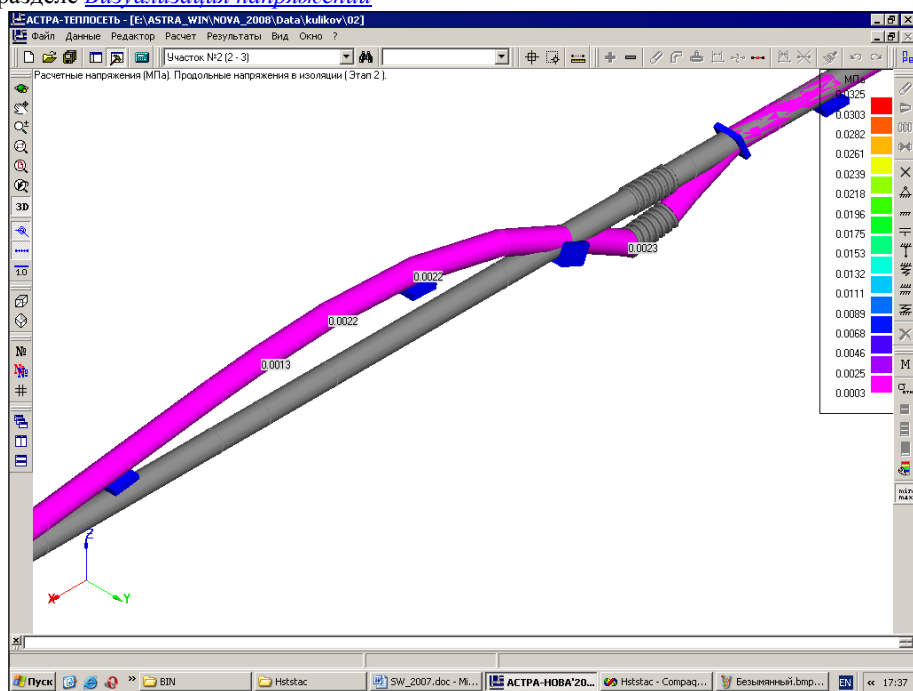 разделе Визуализация напряжений
АСТРА-ТЕПЛОСЕТЬ - [E:\ASTRA_WIN\NOVA_2008\Data\kulikov\02]
Файл Данные Редактор Расчет Результаты Вид Окно ?
Участок №2 (2 - 3)
Расчетные напряжения (МПа). Продольные напряжения в изоляции ( Этап 2 ).
МПа
0.0325
0.0303
0.0282
0.0261
0.0239
0.0218
0.0196
0.0175
0.0153
0.0132
0.0111
0.0089
0.0068
0.0046
0.0025
0.0003
0.0023
0.0022
0.0022
0.0013
3D
1.0
№
№
M
min
max
Z
X
Y
Пуск
BIN
Hststac
SW_2007.doc - Mi...
АСТРА-НОВА'20...
Hststac - Compaq...
Безымянный.bmp...
EN
17:37